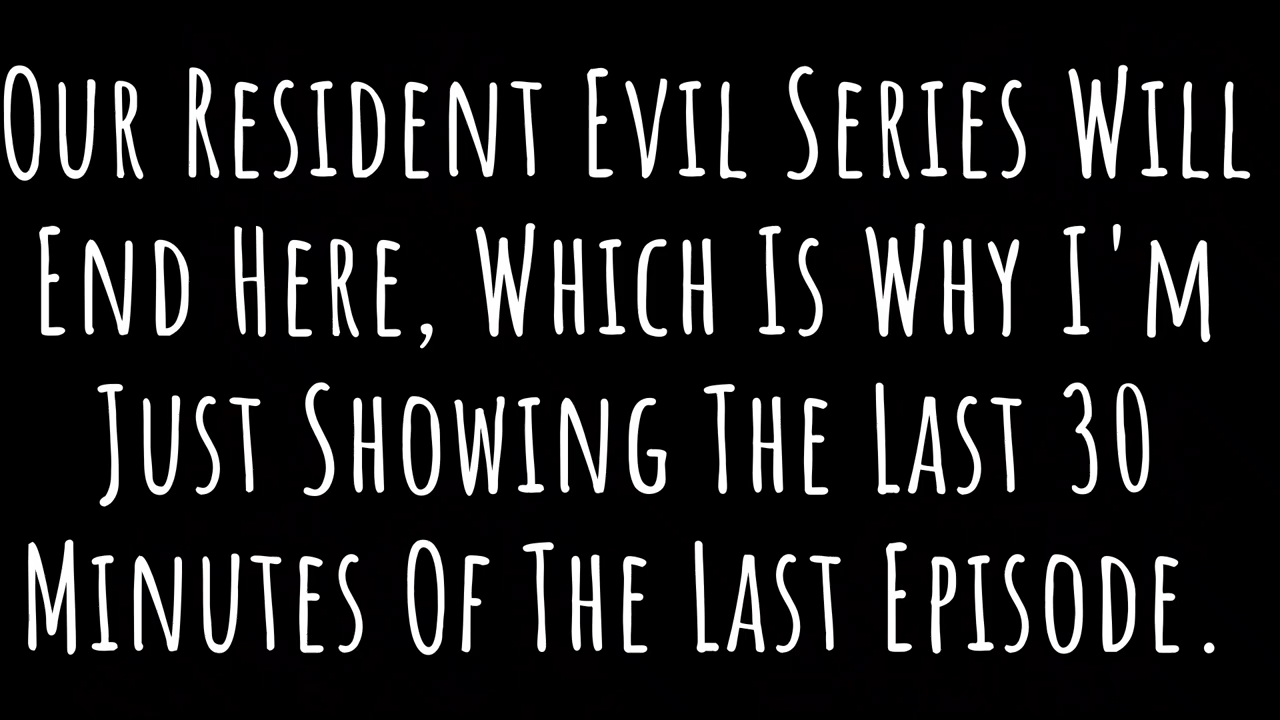 Our Resident Evil Series Will
End Here, Which Is Why I'm
Just Showing The Last 30
Minutes Of The Last Episode.